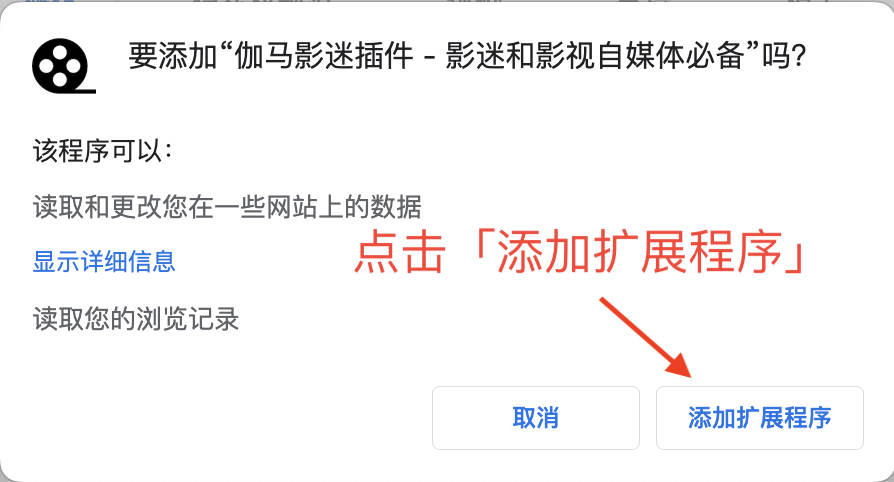 要添加“伽马影迷插件 - 影迷和影视自媒体必备”吗?
该程序可以：
读取和更改您在一些网站上的数据
显示详细信息
点击「添加扩展程序」
读取您的浏览记录
取消
添加扩展程序